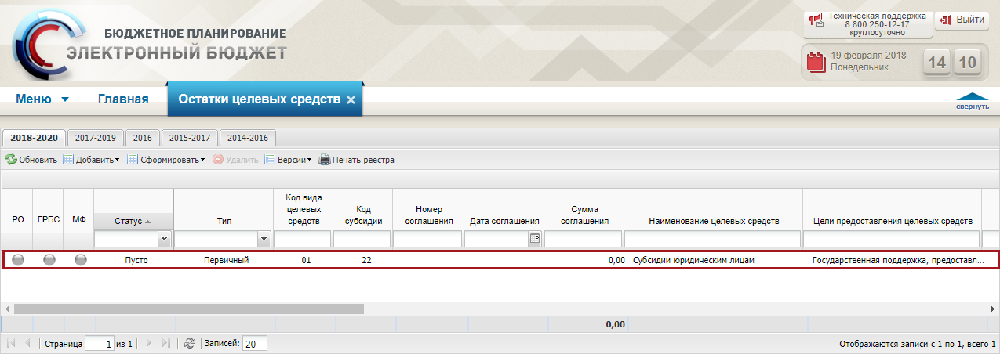 БЮДЖЕТНОЕ ПЛАНИРОВАНИЕ
ЭЛЕКТРОННЫЙ БЮДЖЕТ
Техническая поддержка
8 800 250-12-17
круглосуточно
Выйти
19 февраля 2018
Понедельник
14 10
Меню Главная Остатки целевых средств
свернуть
2018-2020 2017-2019 2016 2015-2017 2014-2016
Обновить Добавить Сформировать Удалить Версии Печать реестра
РО ГРБС МФ Статус Тип Код вида целевых средств Код субсидии Номер соглашения Дата соглашения Сумма соглашения Наименование целевых средств Цели предоставления целевых средств
Пусто Первичный 01 22 0,00 Субсидии юридическим лицам Государственная поддержка, предоставл...
0,00
Страница 1 из 1 Записей: 20 Отображаются записи с 1 по 1, всего 1